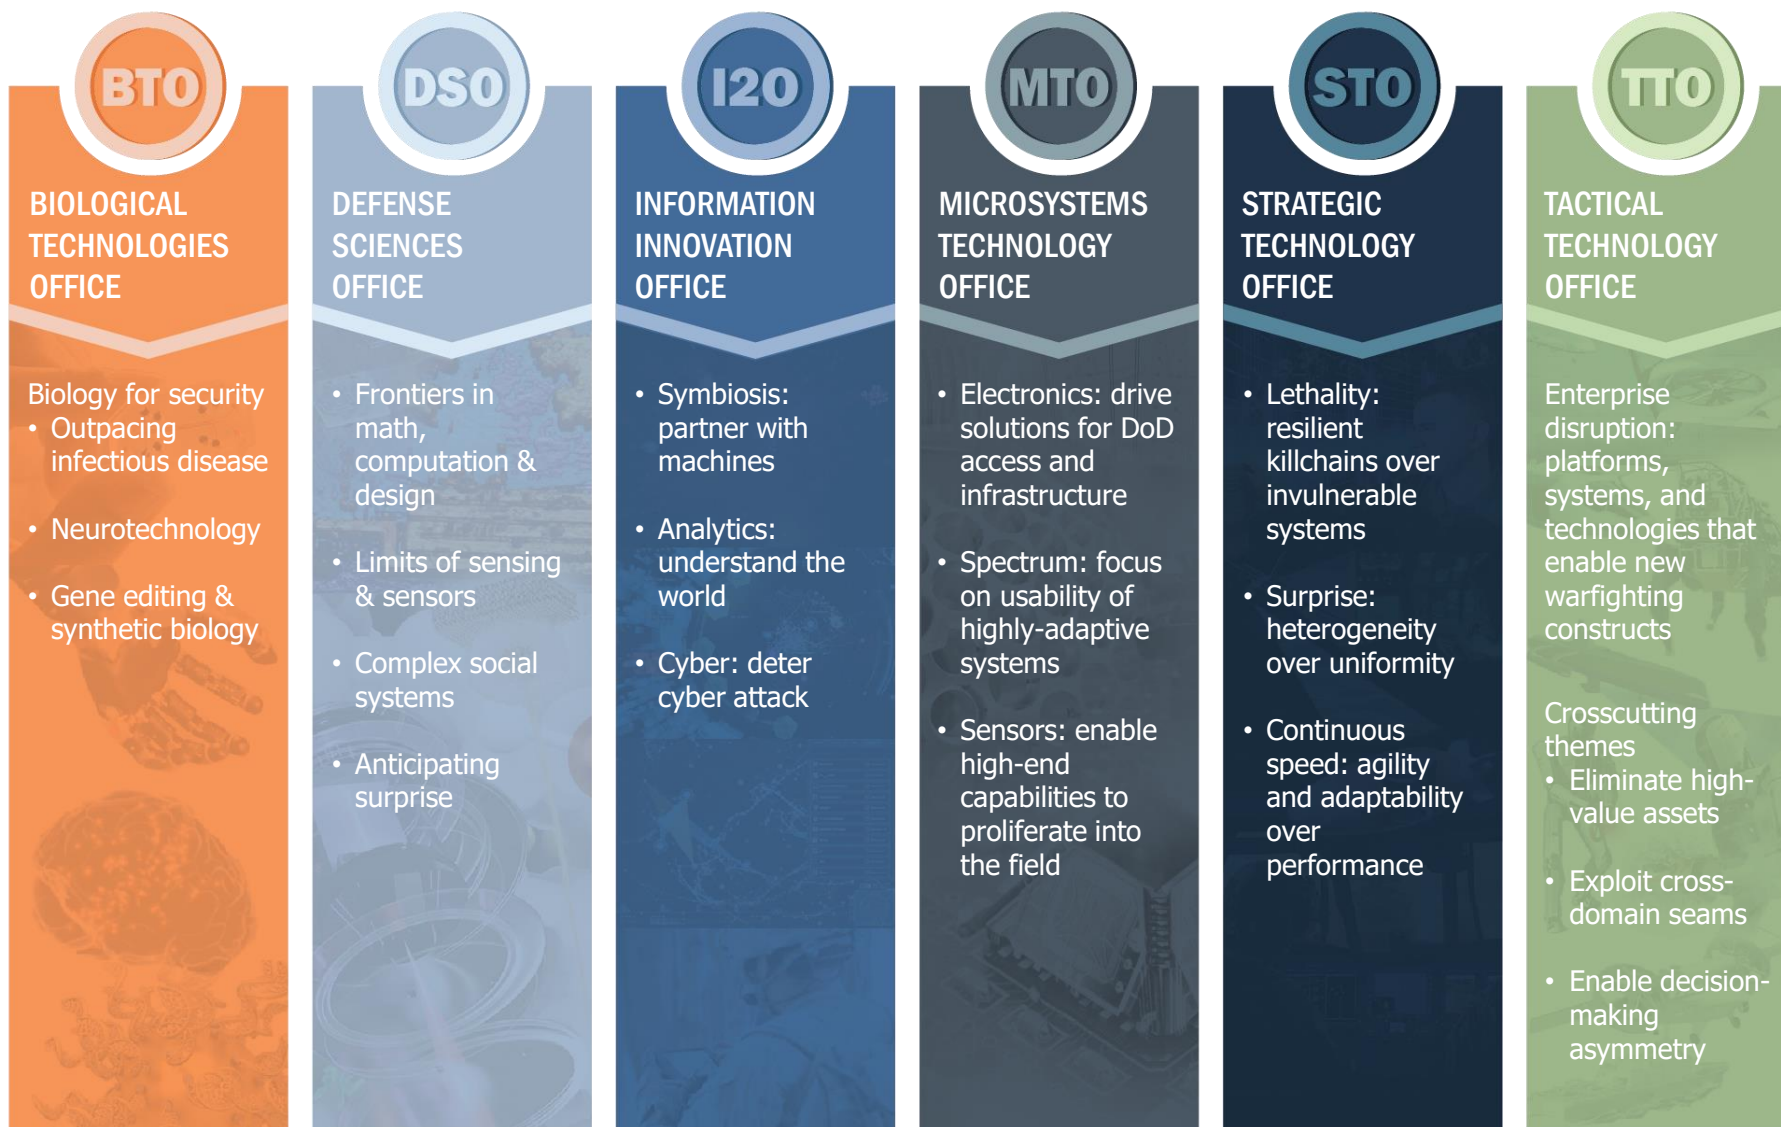 BTO
BIOLOGICAL
TECHNOLOGIES
OFFICE
Biology for security
• Outpacing
infectious disease
• Neurotechnology
• Gene editing &
synthetic biology
DSO
DEFENSE
SCIENCES
OFFICE
• Frontiers in
math,
computation &
design
• Limits of sensing
& sensors
• Complex social
systems
• Anticipating
surprise
I2O
INFORMATION
INNOVATION
OFFICE
• Symbiosis:
partner with
machines
• Analytics:
understand the
world
• Cyber: deter
cyber attack
MTO
MICROSYSTEMS
TECHNOLOGY
OFFICE
• Electronics: drive
solutions for DoD
access and
infrastructure
• Spectrum: focus
on usability of
highly-adaptive
systems
• Sensors: enable
high-end
capabilities to
proliferate into
the field
STO
STRATEGIC
TECHNOLOGY
OFFICE
• Lethality:
resilient
killchains over
invulnerable
systems
• Surprise:
heterogeneity
over uniformity
• Continuous
speed: agility
and adaptability
over
performance
TTO
TACTICAL
TECHNOLOGY
OFFICE
Enterprise
disruption:
platforms,
systems, and
technologies that
enable new
warfighting
constructs
Crosscutting
themes
• Eliminate high-
value assets
• Exploit cross-
domain seams
• Enable decision-
making
asymmetry